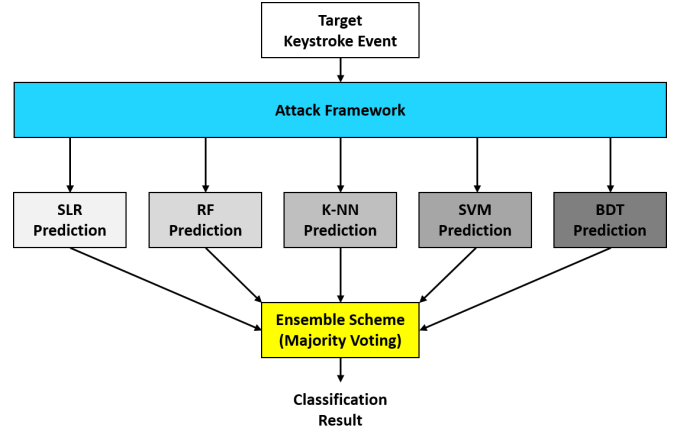 Target
Keystroke Event
Attack Framework
SLR
Prediction
RF
Prediction
K-NN
Prediction
SVM
Prediction
BDT
Prediction
Ensemble Scheme
(Majority Voting)
Classification
Result